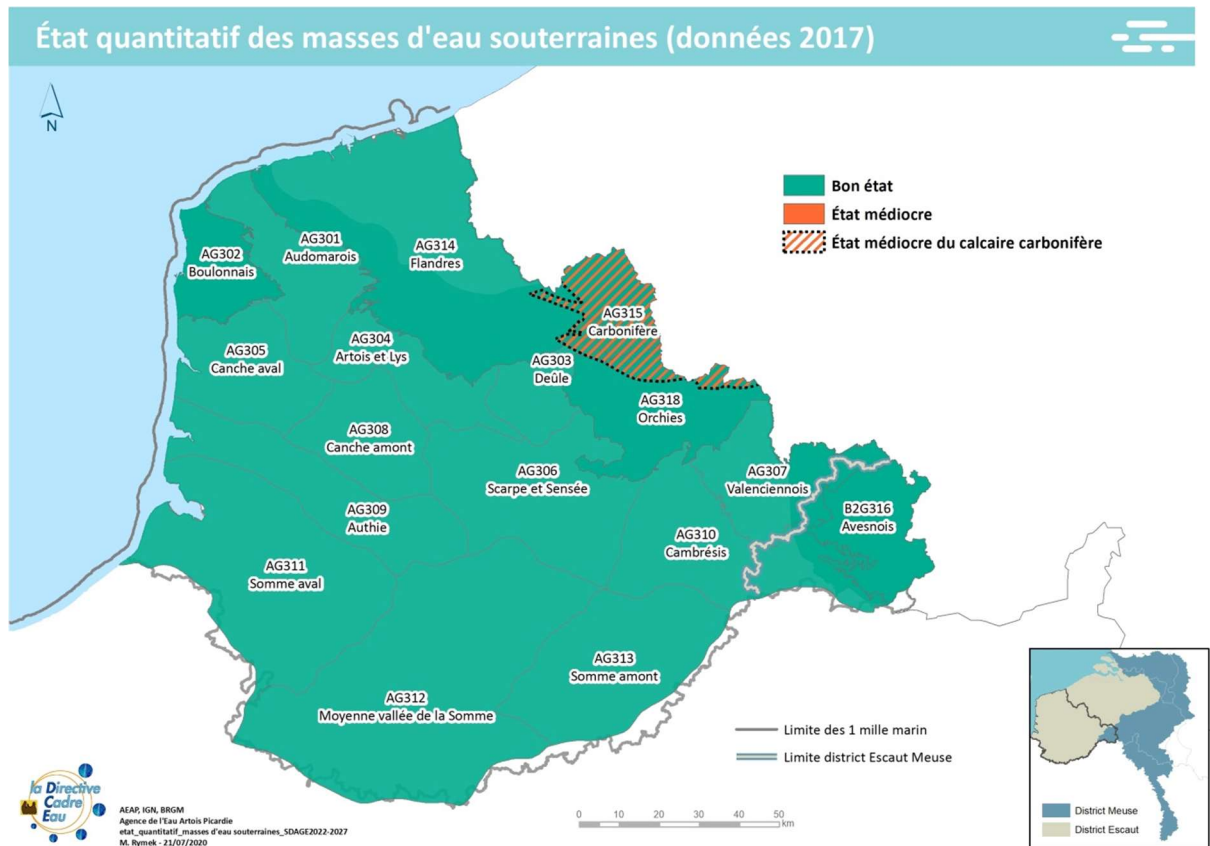 État quantitatif des masses d'eau souterraines (données 2017)
N
Bon état
État médiocre
État médiocre du calcaire carbonifère
AG302
Boulonnais
AG301
Audomarois
AG314
Flandres
AG315
Carbonifère
AG305
Canche aval
AG304
Artois et Lys
AG303
Deûle
AG318
Orchies
AG308
Canche amont
AG306
Scarpe et Sensée
AG307
Valenciennois
AG309
Authie
B2G316
Avesnois
AG310
Cambrésis
AG311
Somme aval
AG313
Somme amont
AG312
Moyenne vallée de la Somme
Limite des 1 mille marin
Limite district Escaut Meuse
la Directive
Cadre
Eau
AEAP, IGN, BRGM
Agence de l'Eau Artois Picardie
etat_quantitatif_masses d'eau souterraines_SDAGE2022-2027
M. Rymek - 21/07/2020
0 10 20 30 40 50
km
District Meuse
District Escaut